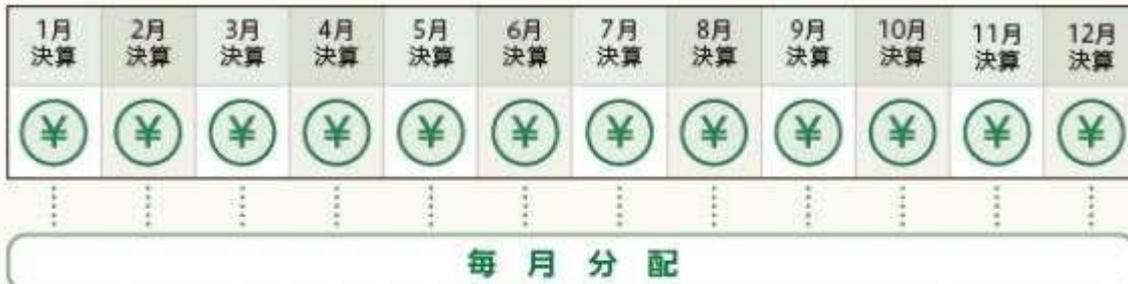 1月 2月 3月 4月 5月 6月 7月 8月 9月 10月 11月 12月
決算 決算 決算 決算 決算 決算 決算 決算 決算 決算 決算 決算
¥ ¥ ¥ ¥ ¥ ¥ ¥ ¥ ¥ ¥ ¥ ¥
毎月分配